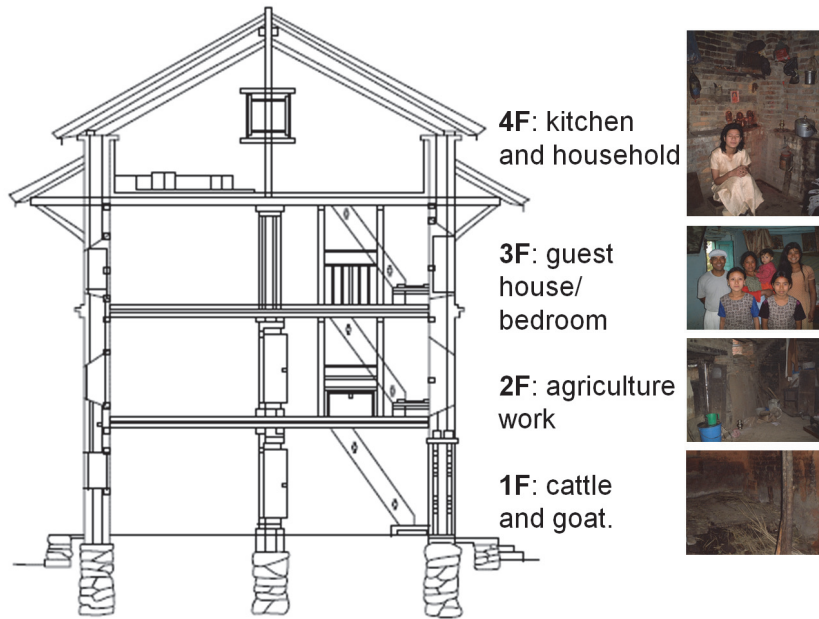 4F: kitchen
and household
3F: guest
house/
bedroom
2F: agriculture
work
1F: cattle
and goat.